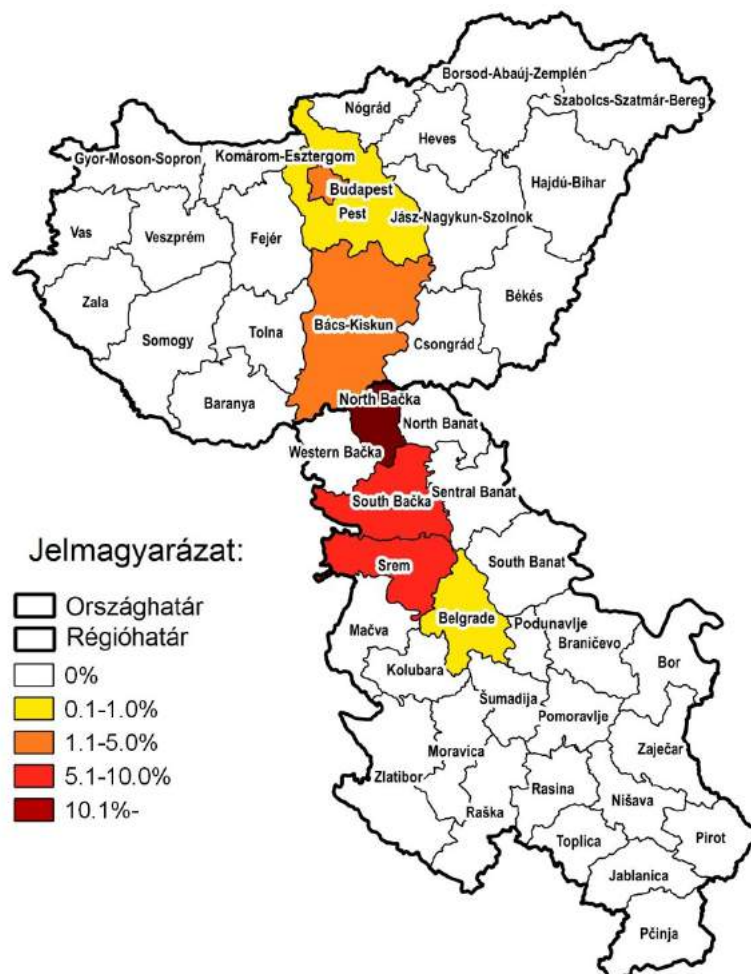 Borsod-Abaúj-Zemplén
Nógrád
Szabolcs-Szatmár-Bereg
Heves
Gyor-Moson-Sopron
Komárom-Esztergom
Hajdú-Bihar
Budapest
Pest
Jász-Nagykun-Szolnok
Vas
Veszprém
Fejér
Békés
Zala
Bács-Kiskun
Tolna
Somogy
Csongrád
Baranya
North Bačka
North Banat
Western Bačka
Sentral Banat
South Bačka
South Banat
Srem
Belgrade
Podunavlje
Mačva
Braničevo
Kolubara
Bor
Šumadija
Pomoravlje
Moravica
Zaječar
Zlatibor
Rasina
Nišava
Raška
Toplica
Pirot
Jablanica
Pčinja
Jelmagyarázat:
Országhatár
Régióhatár
0%
0.1-1.0%
1.1-5.0%
5.1-10.0%
10.1%-